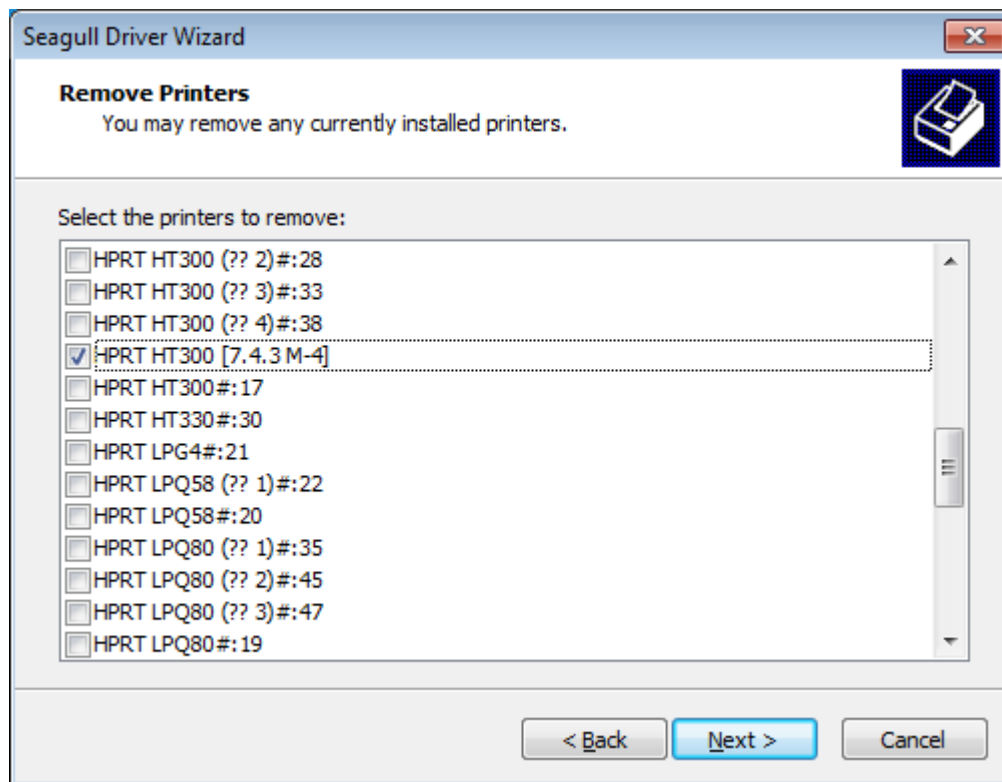 Seagull Driver Wizard
Remove Printers
You may remove any currently installed printers.
Select the printers to remove:
HPRT HT300 (?? 2)#:28
HPRT HT300 (?? 3)#:33
HPRT HT300 (?? 4)#:38
HPRT HT300 [7.4.3 M-4]
HPRT HT300#:17
HPRT HT330#:30
HPRT LPG4#:21
HPRT LPQ58 (?? 1)#:22
HPRT LPQ58#:20
HPRT LPQ80 (?? 1)#:35
HPRT LPQ80 (?? 2)#:45
HPRT LPQ80 (?? 3)#:47
HPRT LPQ80#:19
< Back Next > Cancel